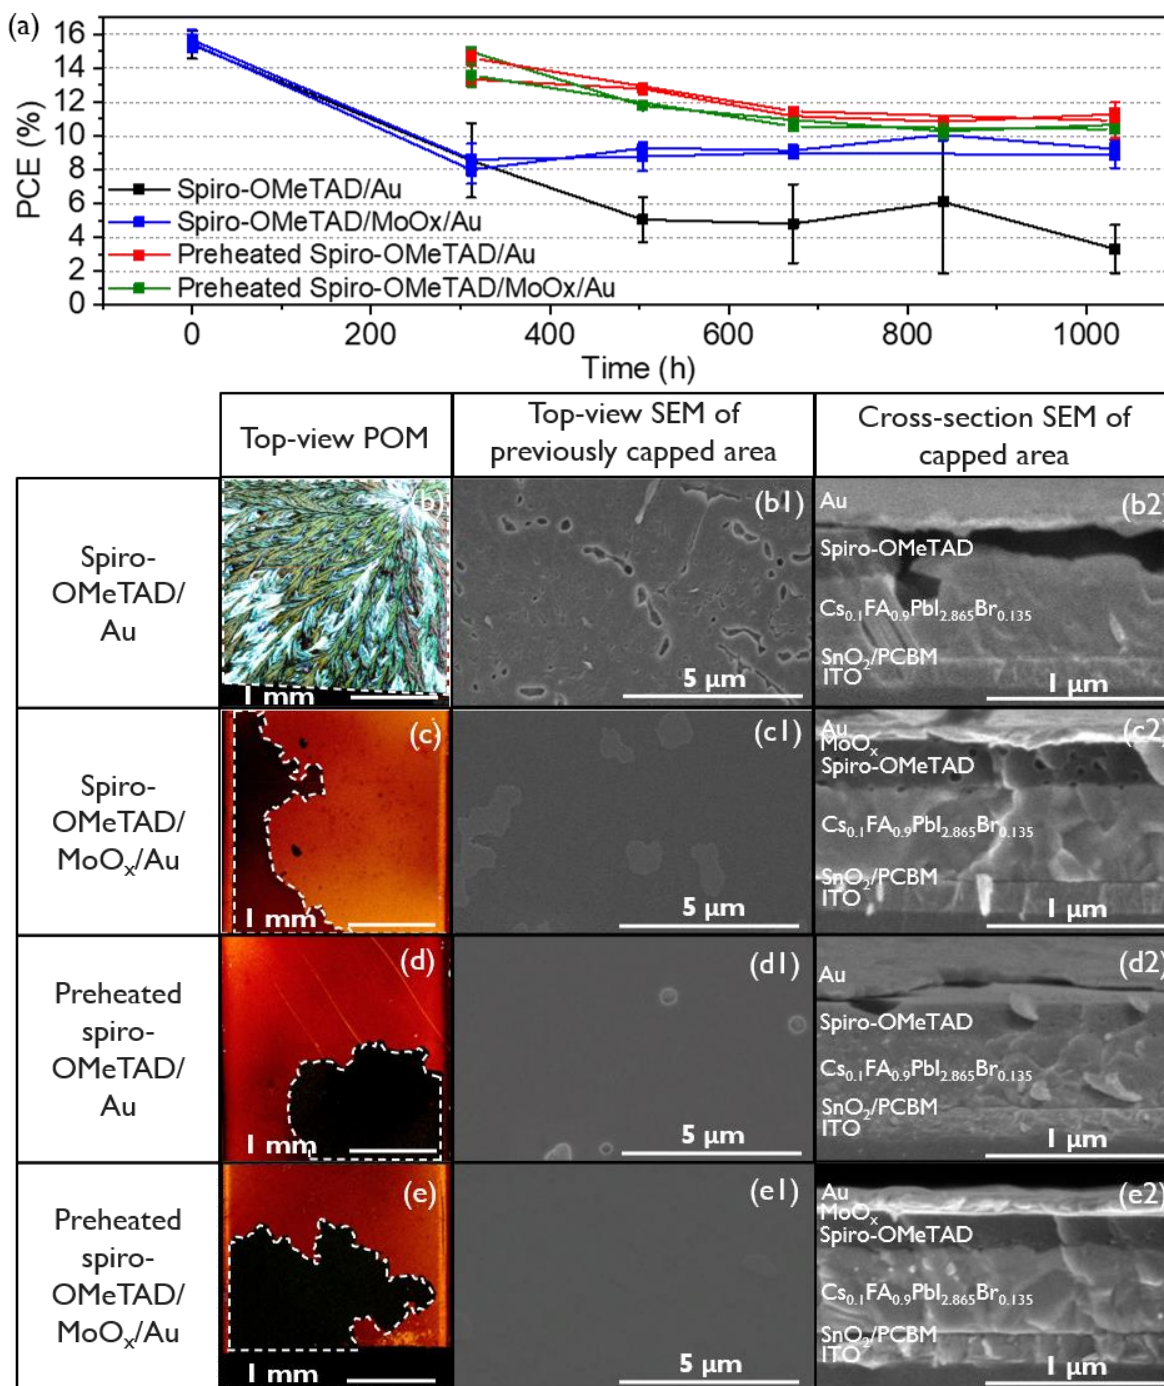 (a)
16
14
12
10
8
6
4
2
0
PCE (%)
Spiro-OMeTAD/Au
Spiro-OMeTAD/MoOx/Au
Preheated Spiro-OMeTAD/Au
Preheated Spiro-OMeTAD/MoOx/Au
0 200 400 600 800 1000
Time (h)
Top-view POM
Top-view SEM of
previously capped area
Cross-section SEM of
capped area
Spiro-
OMeTAD/
Au
(b)
1 mm
(b1)
5 μm
(b2)
Au
Spiro-OMeTAD
Cs0.1FA0.9PbI2.865Br0.135
SnO2/PCBM
ITO
1 μm
Spiro-
OMeTAD/
MoOx/Au
(c)
1 mm
(c1)
5 μm
(c2)
Au
MoOx
Spiro-OMeTAD
Cs0.1FA0.9PbI2.865Br0.135
SnO2/PCBM
ITO
1 μm
Preheated
spiro-
OMeTAD/
Au
(d)
1 mm
(d1)
5 μm
(d2)
Au
Spiro-OMeTAD
Cs0.1FA0.9PbI2.865Br0.135
SnO2/PCBM
ITO
1 μm
Preheated
spiro-
OMeTAD/
MoOx/Au
(e)
1 mm
(e1)
5 μm
(e2)
Au
MoOx
Spiro-OMeTAD
Cs0.1FA0.9PbI2.865Br0.135
SnO2/PCBM
ITO
1 μm